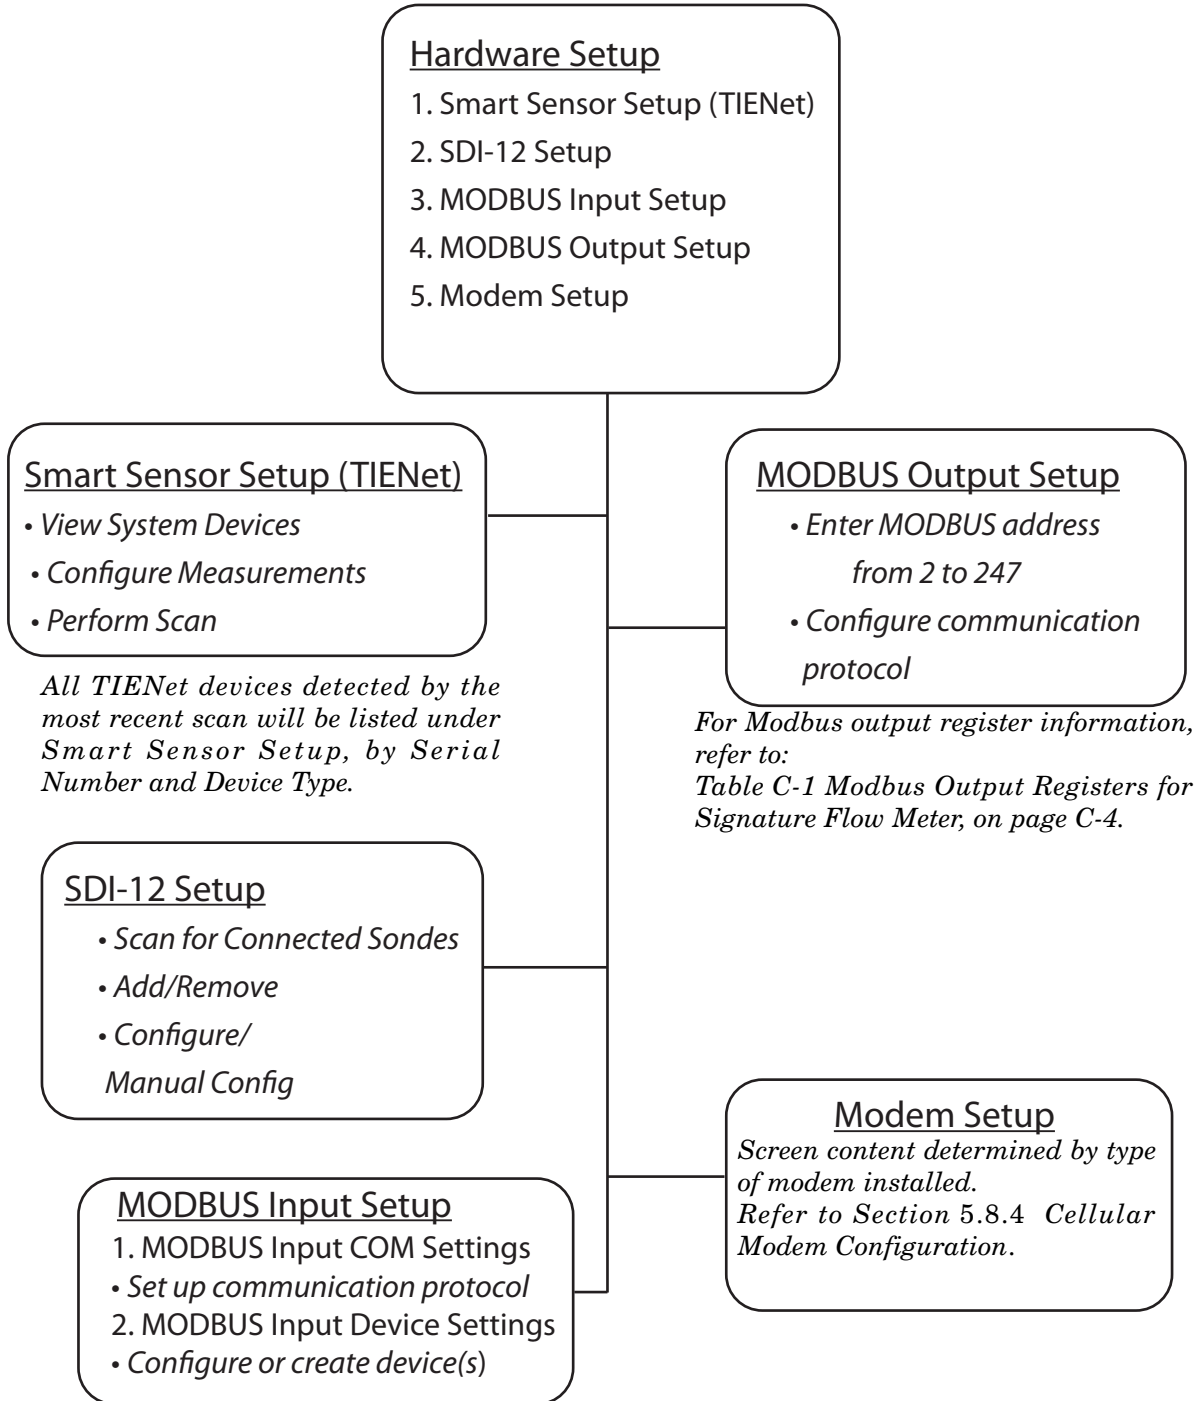 Hardware Setup
1. Smart Sensor Setup (TIENet)
2. SDI-12 Setup
3. MODBUS Input Setup
4. MODBUS Output Setup
5. Modem Setup
Smart Sensor Setup (TIENet)
• View System Devices
• Configure Measurements
• Perform Scan
All TIENet devices detected by the
most recent scan will be listed under
Smart Sensor Setup, by Serial
Number and Device Type.
MODBUS Output Setup
• Enter MODBUS address
from 2 to 247
• Configure communication
protocol
For Modbus output register information,
refer to:
Table C-1 Modbus Output Registers for
Signature Flow Meter, on page C-4.
SDI-12 Setup
• Scan for Connected Sondes
• Add/Remove
• Configure/
Manual Config
MODBUS Input Setup
1. MODBUS Input COM Settings
• Set up communication protocol
2. MODBUS Input Device Settings
• Configure or create device(s)
Modem Setup
Screen content determined by type
of modem installed.
Refer to Section 5.8.4 Cellular
Modem Configuration.